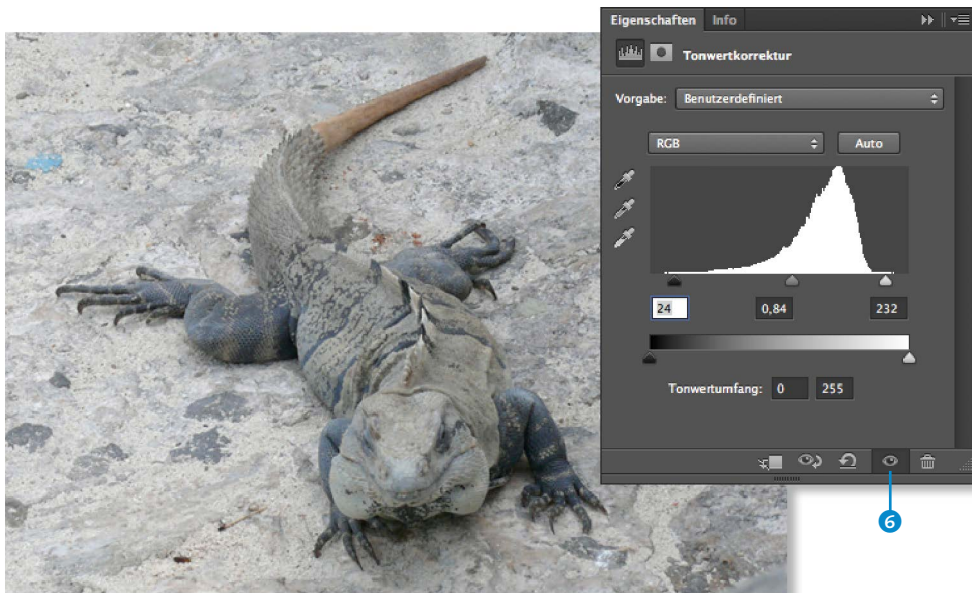 Eigenschaften Info
Tonwertkorrektur
Vorgabe: Benutzerdefiniert
RGB Auto
24 0,84 232
Tonwertumfang: 0 255
6